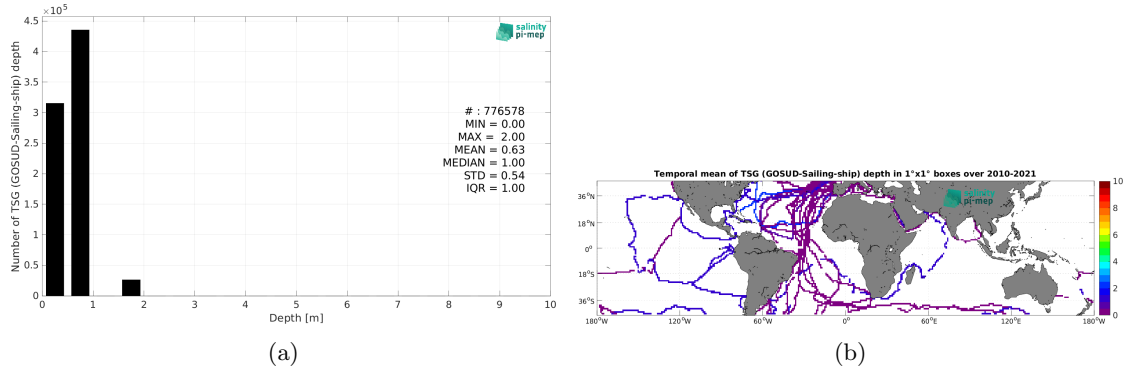 ×10⁵
4.5
4
3.5
3
2.5
2
1.5
1
0.5
0
Number of TSG (GOSUD-Sailing-ship) depth
salinity
pi-mep
# : 776578
MIN = 0.00
MAX = 2.00
MEAN = 0.63
MEDIAN = 1.00
STD = 0.54
IQR = 1.00
0 1 2 3 4 5 6 7 8 9 10
Depth [m]
(a)
Temporal mean of TSG (GOSUD-Sailing-ship) depth in 1°x1° boxes over 2010-2021
salinity
pi-mep
36°N
18°N
0°
18°S
36°S
180°W 120°W 60°W 0° 60°E 120°E 180°W
10
8
6
4
2
0
(b)